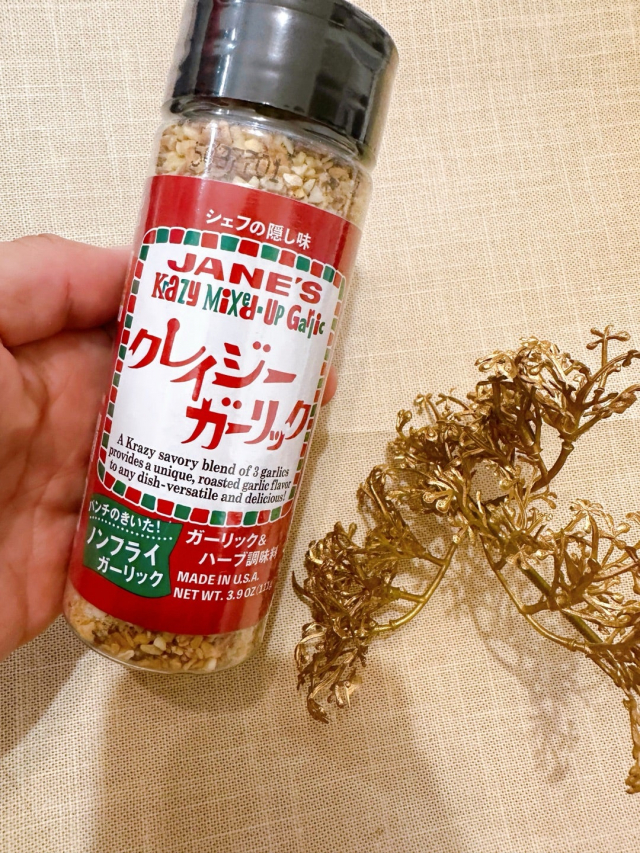 シェフの隠し味
JANE'S
Krazy Mixed-Up Garlic
クレイジー
ガーリック
A Krazy savory blend of 3 garlics
provides a unique, roasted garlic flavor
to any dish-versatile and delicious!
パンチのきいた!
ノンフライ
ガーリック
ガーリック&
ハーブ調味料
MADE IN U.S.A.
NET WT. 3.9 OZ